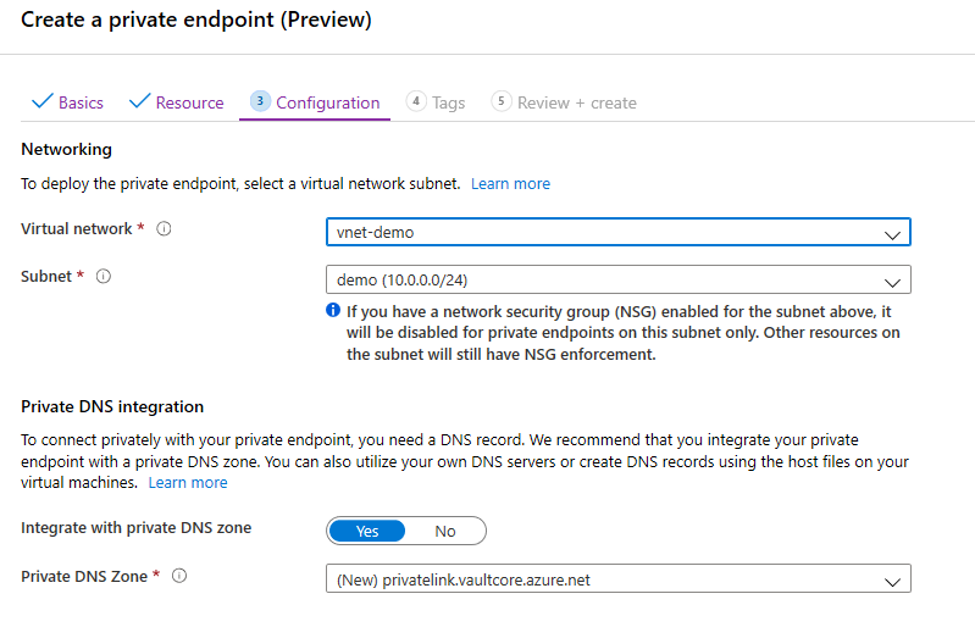 Create a private endpoint (Preview)
Basics Resource 3 Configuration 4 Tags 5 Review + create
Networking
To deploy the private endpoint, select a virtual network subnet. Learn more
Virtual network *
vnet-demo
Subnet *
demo (10.0.0.0/24)
If you have a network security group (NSG) enabled for the subnet above, it
will be disabled for private endpoints on this subnet only. Other resources on
the subnet will still have NSG enforcement.
Private DNS integration
To connect privately with your private endpoint, you need a DNS record. We recommend that you integrate your private
endpoint with a private DNS zone. You can also utilize your own DNS servers or create DNS records using the host files on your
virtual machines. Learn more
Integrate with private DNS zone
Yes No
Private DNS Zone *
(New) privatelink.vaultcore.azure.net